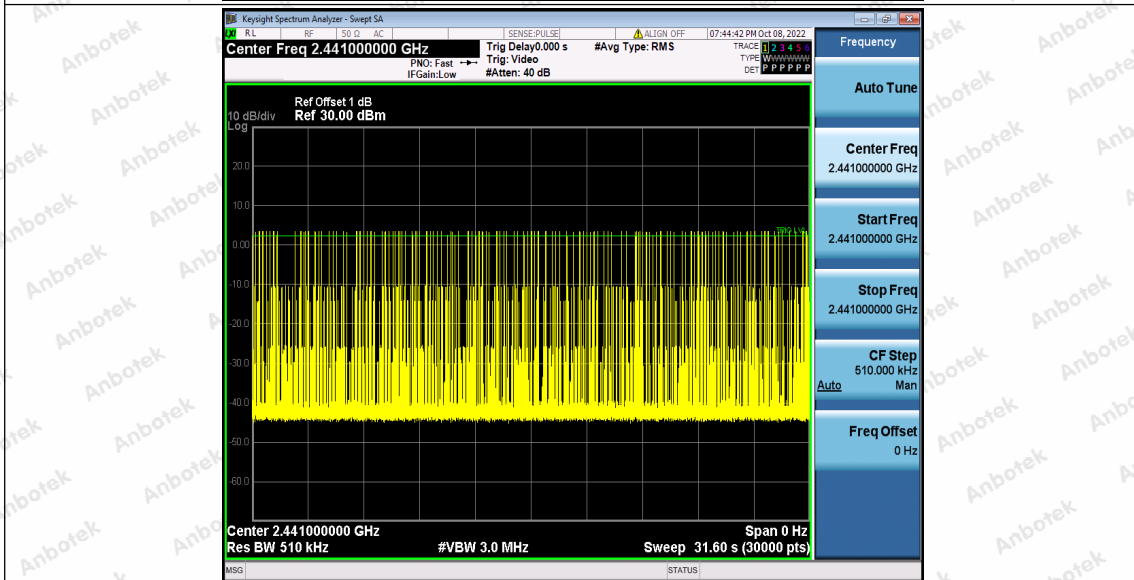 Keysight Spectrum Analyzer - Swept SA
LXI RL RF 50 Ω AC SENSE:PULSE ALIGN OFF 07:44:42 PM Oct 08, 2022
Center Freq 2.441000000 GHz
PNO: Fast
IFGain:Low
Trig Delay0.000 s
Trig: Video
#Atten: 40 dB
#Avg Type: RMS
TRACE 1 2 3 4 5 6
TYPE WWWWWW
DET P P P P P P
10 dB/div
Log
Ref Offset 1 dB
Ref 30.00 dBm
20.0
10.0
0.00
-10.0
-20.0
-30.0
-40.0
-50.0
-60.0
TRIG LVL
Center 2.441000000 GHz
Span 0 Hz
Res BW 510 kHz
#VBW 3.0 MHz
Sweep 31.60 s (30000 pts)
MSG
STATUS
Frequency
Auto Tune
Center Freq
2.441000000 GHz
Start Freq
2.441000000 GHz
Stop Freq
2.441000000 GHz
CF Step
510.000 kHz
Auto Man
Freq Offset
0 Hz
Anbotek